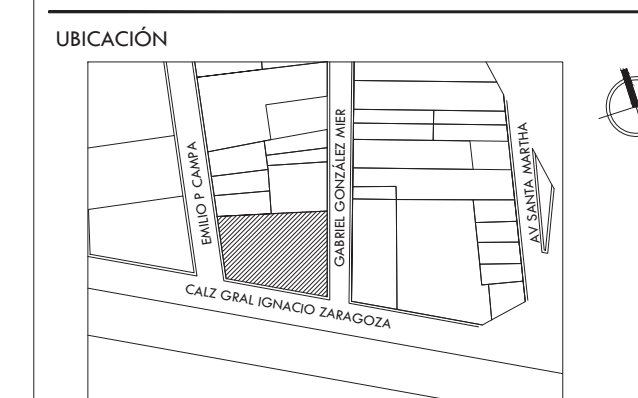 UBICACIÓN
EMILIO P CAMPA
GABRIEL GONZÁLEZ MIER
AV SANTA MARTHA
CALZ GRAL IGNACIO ZARAGOZA